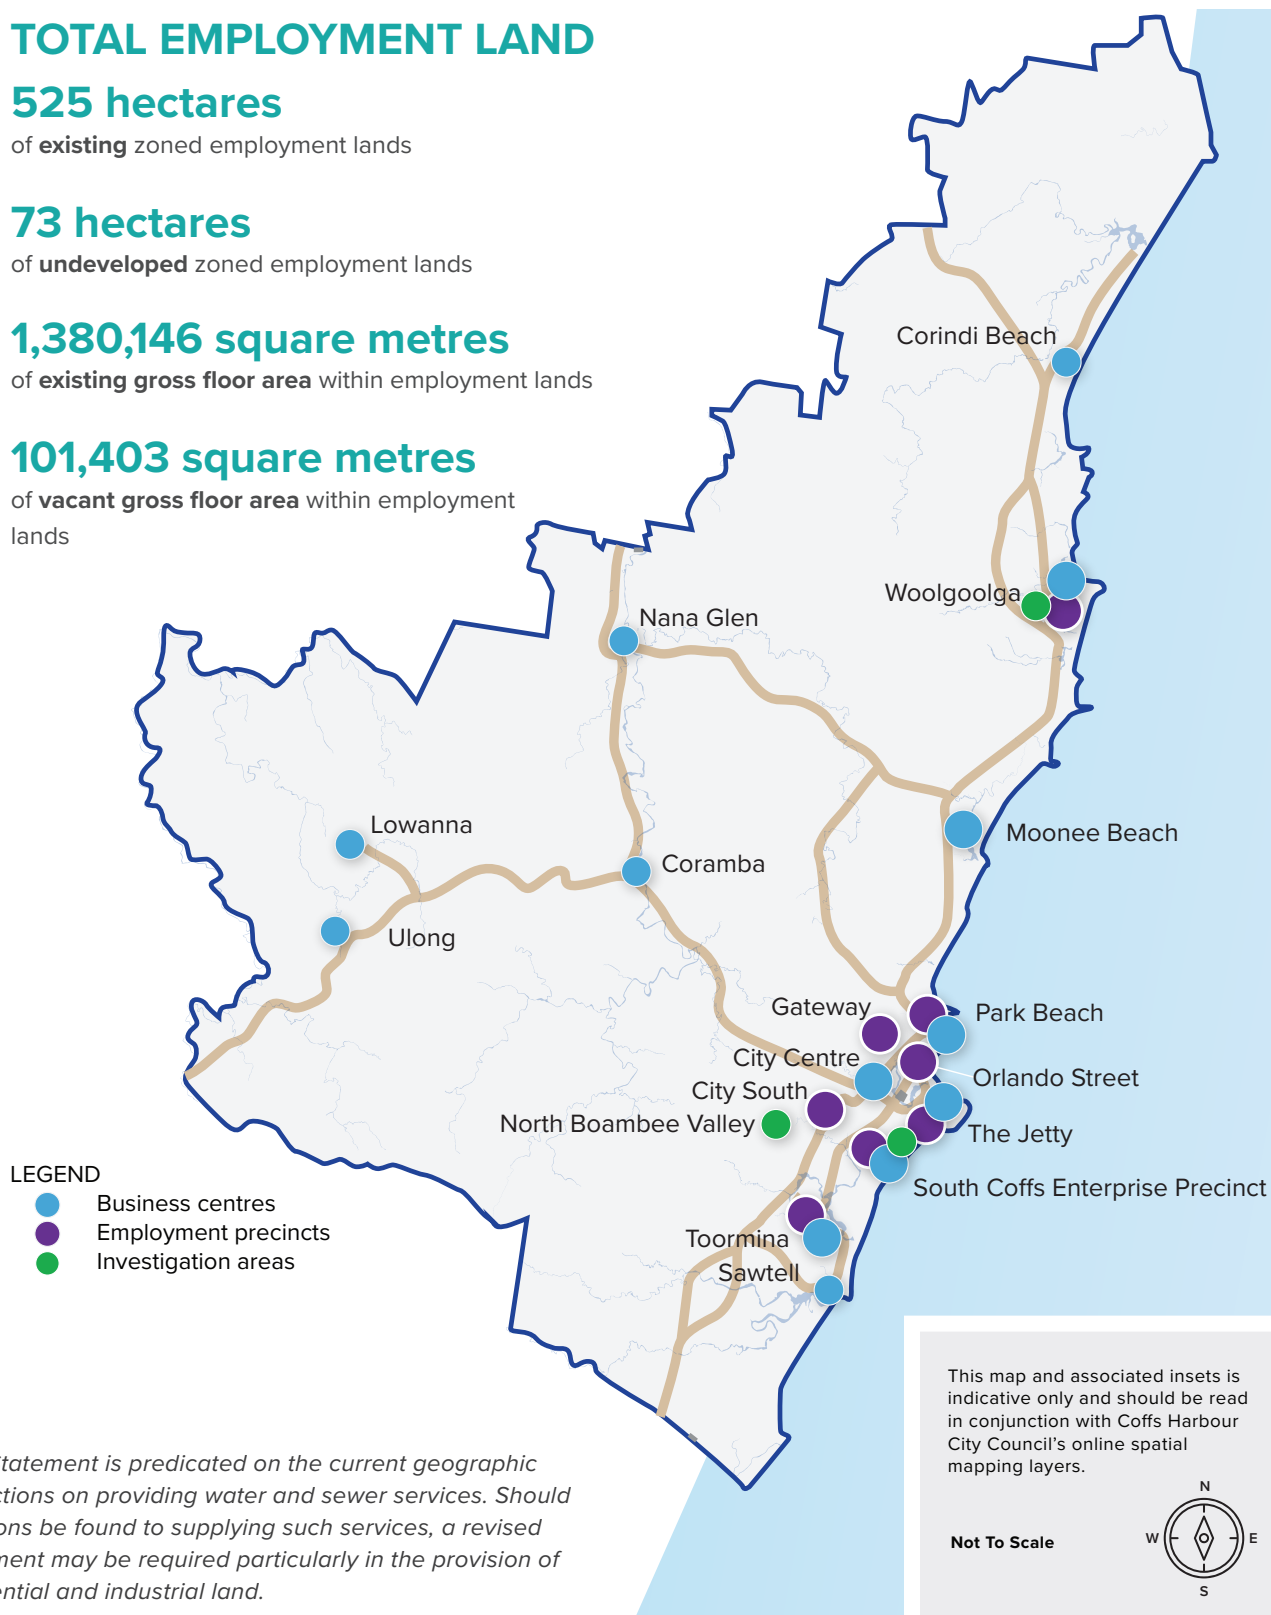 TOTAL EMPLOYMENT LAND
525 hectares
of existing zoned employment lands
73 hectares
of undeveloped zoned employment lands
1,380,146 square metres
of existing gross floor area within employment lands
101,403 square metres
of vacant gross floor area within employment
lands
Corindi Beach
Woolgoolga
Nana Glen
Lowanna
Moonee Beach
Coramba
Ulong
Gateway
Park Beach
City Centre
Orlando Street
City South
North Boambee Valley
The Jetty
South Coffs Enterprise Precinct
Toormina
Sawtell
LEGEND
Business centres
Employment precincts
Investigation areas
This map and associated insets is
indicative only and should be read
in conjunction with Coffs Harbour
City Council's online spatial
mapping layers.
Not To Scale
N
W
E
S
tatement is predicated on the current geographic
ctions on providing water and sewer services. Should
ons be found to supplying such services, a revised
ment may be required particularly in the provision of
ential and industrial land.